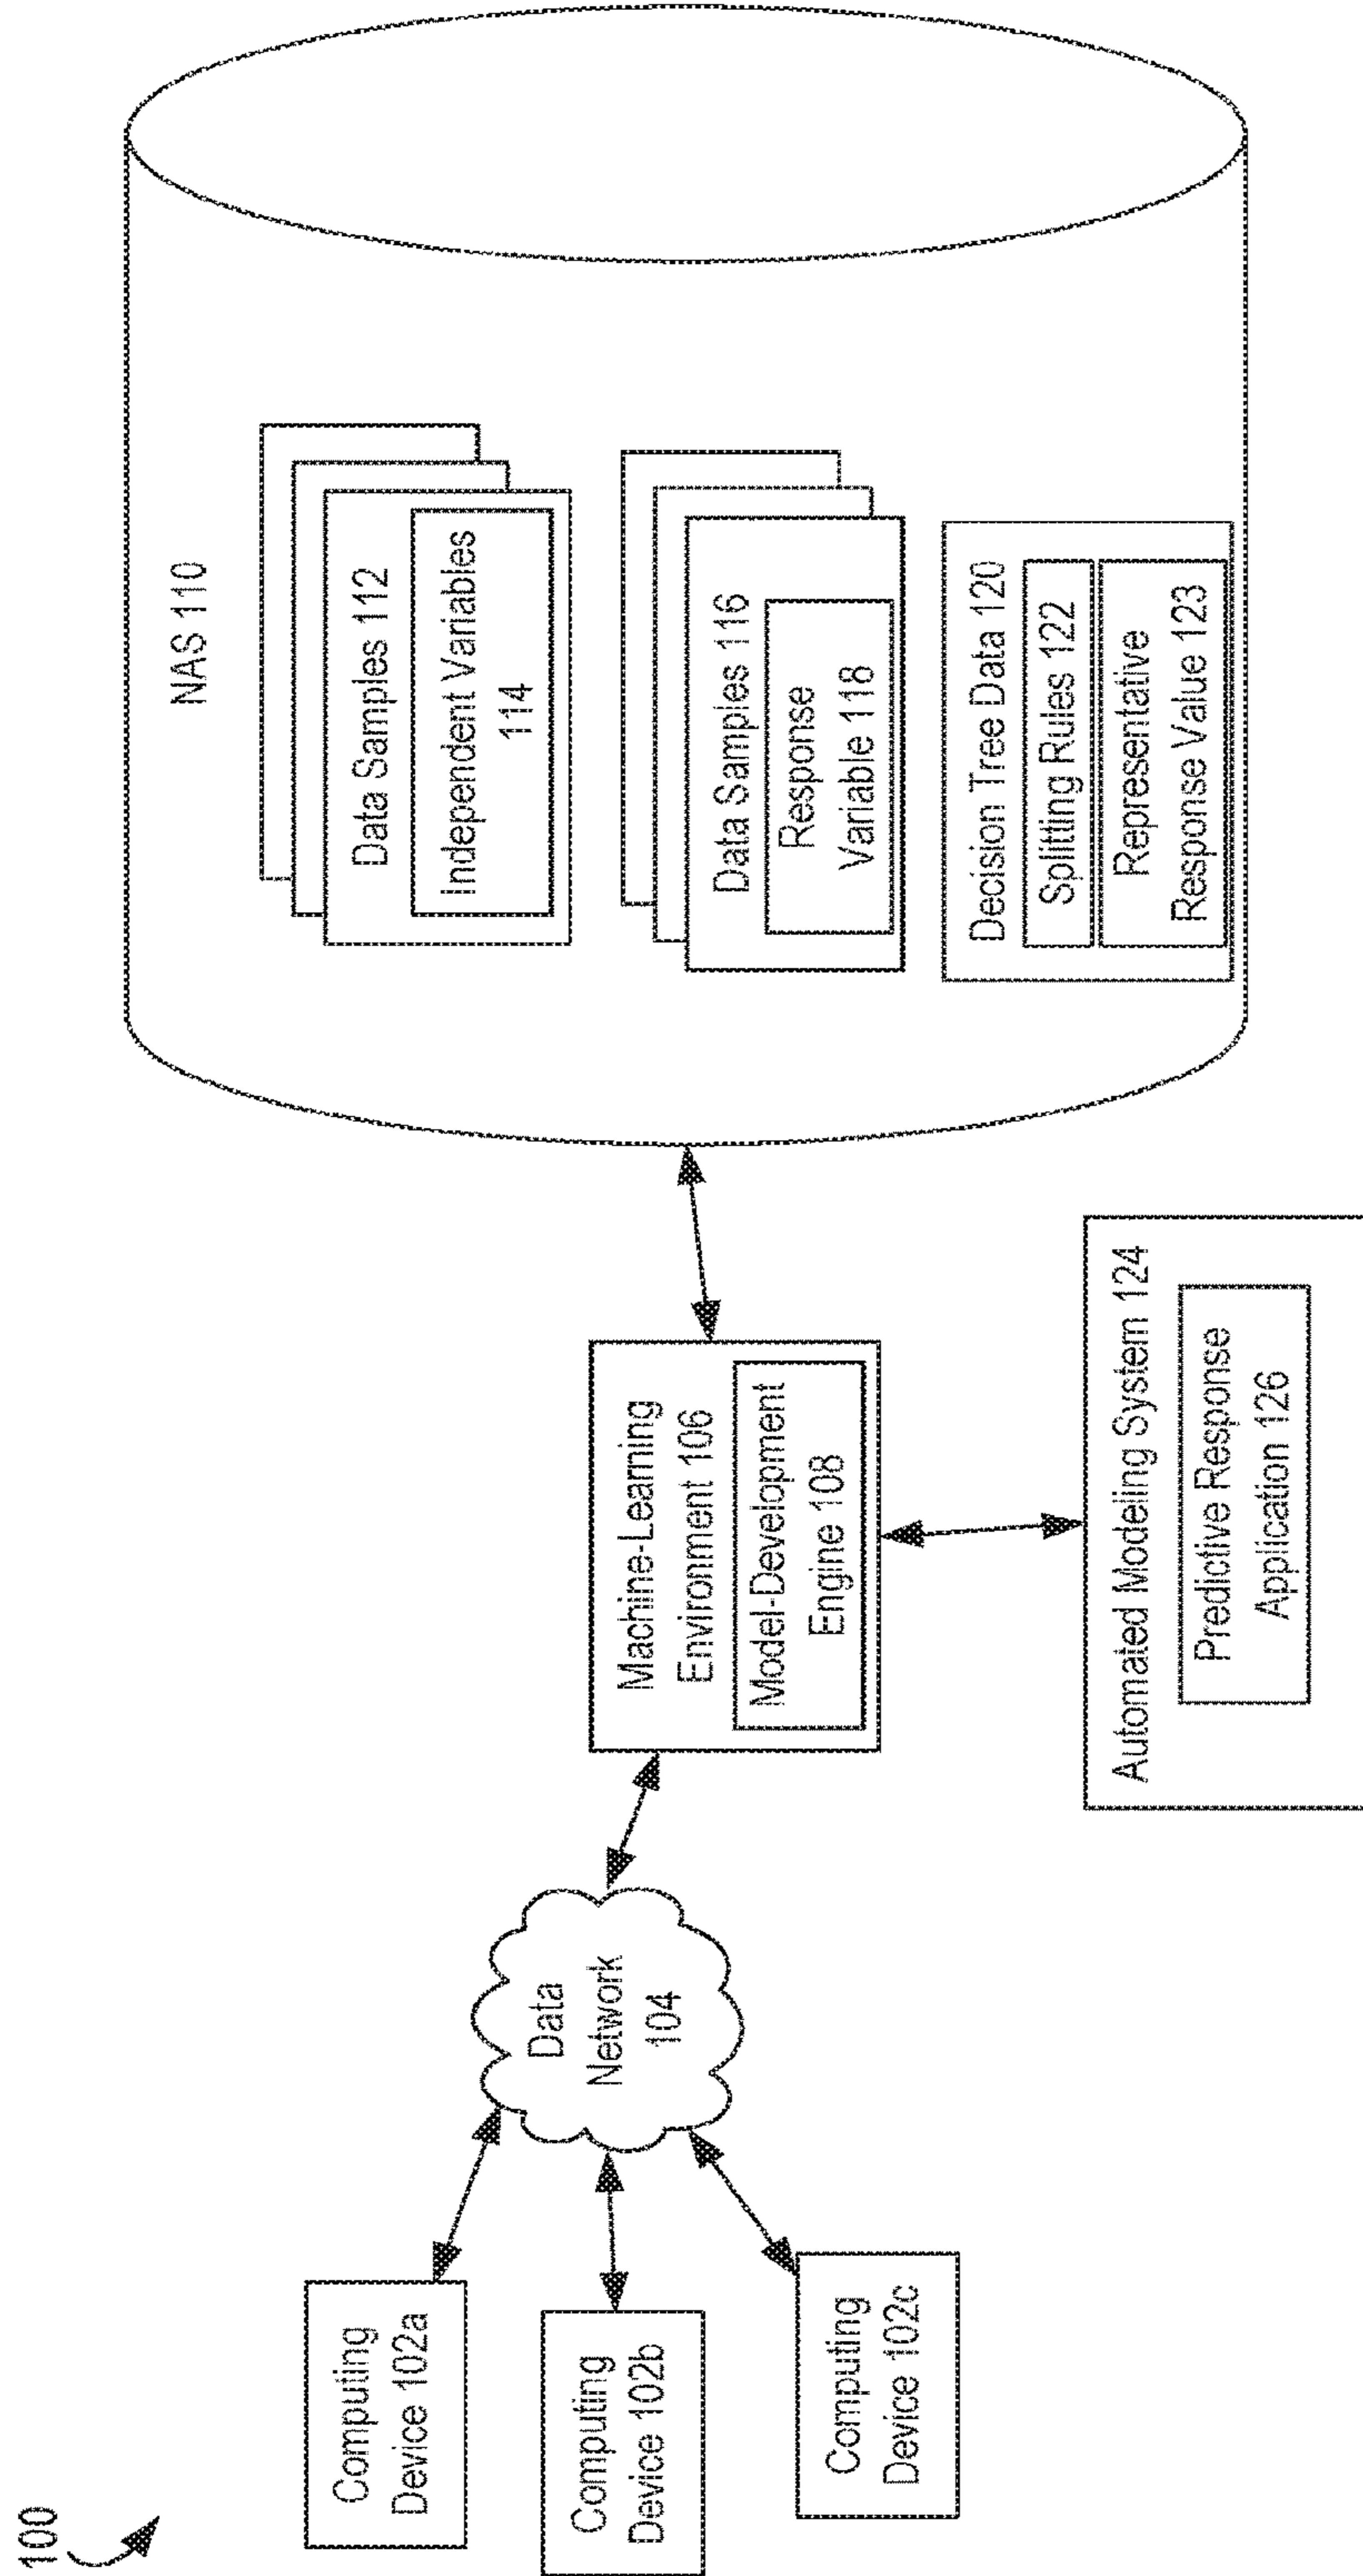 100
Computing
Device 102a
Computing
Device 102b
Computing
Device 102c
Data
Network
104
Machine-Learning
Environment 106
Model-Development
Engine 108
Automated Modeling System 124
Predictive Response
Application 126
NAS 110
Data Samples 112
Independent Variables
114
Data Samples 116
Response
Variable 118
Decision Tree Data 120
Splitting Rules 122
Representative
Response Value 123